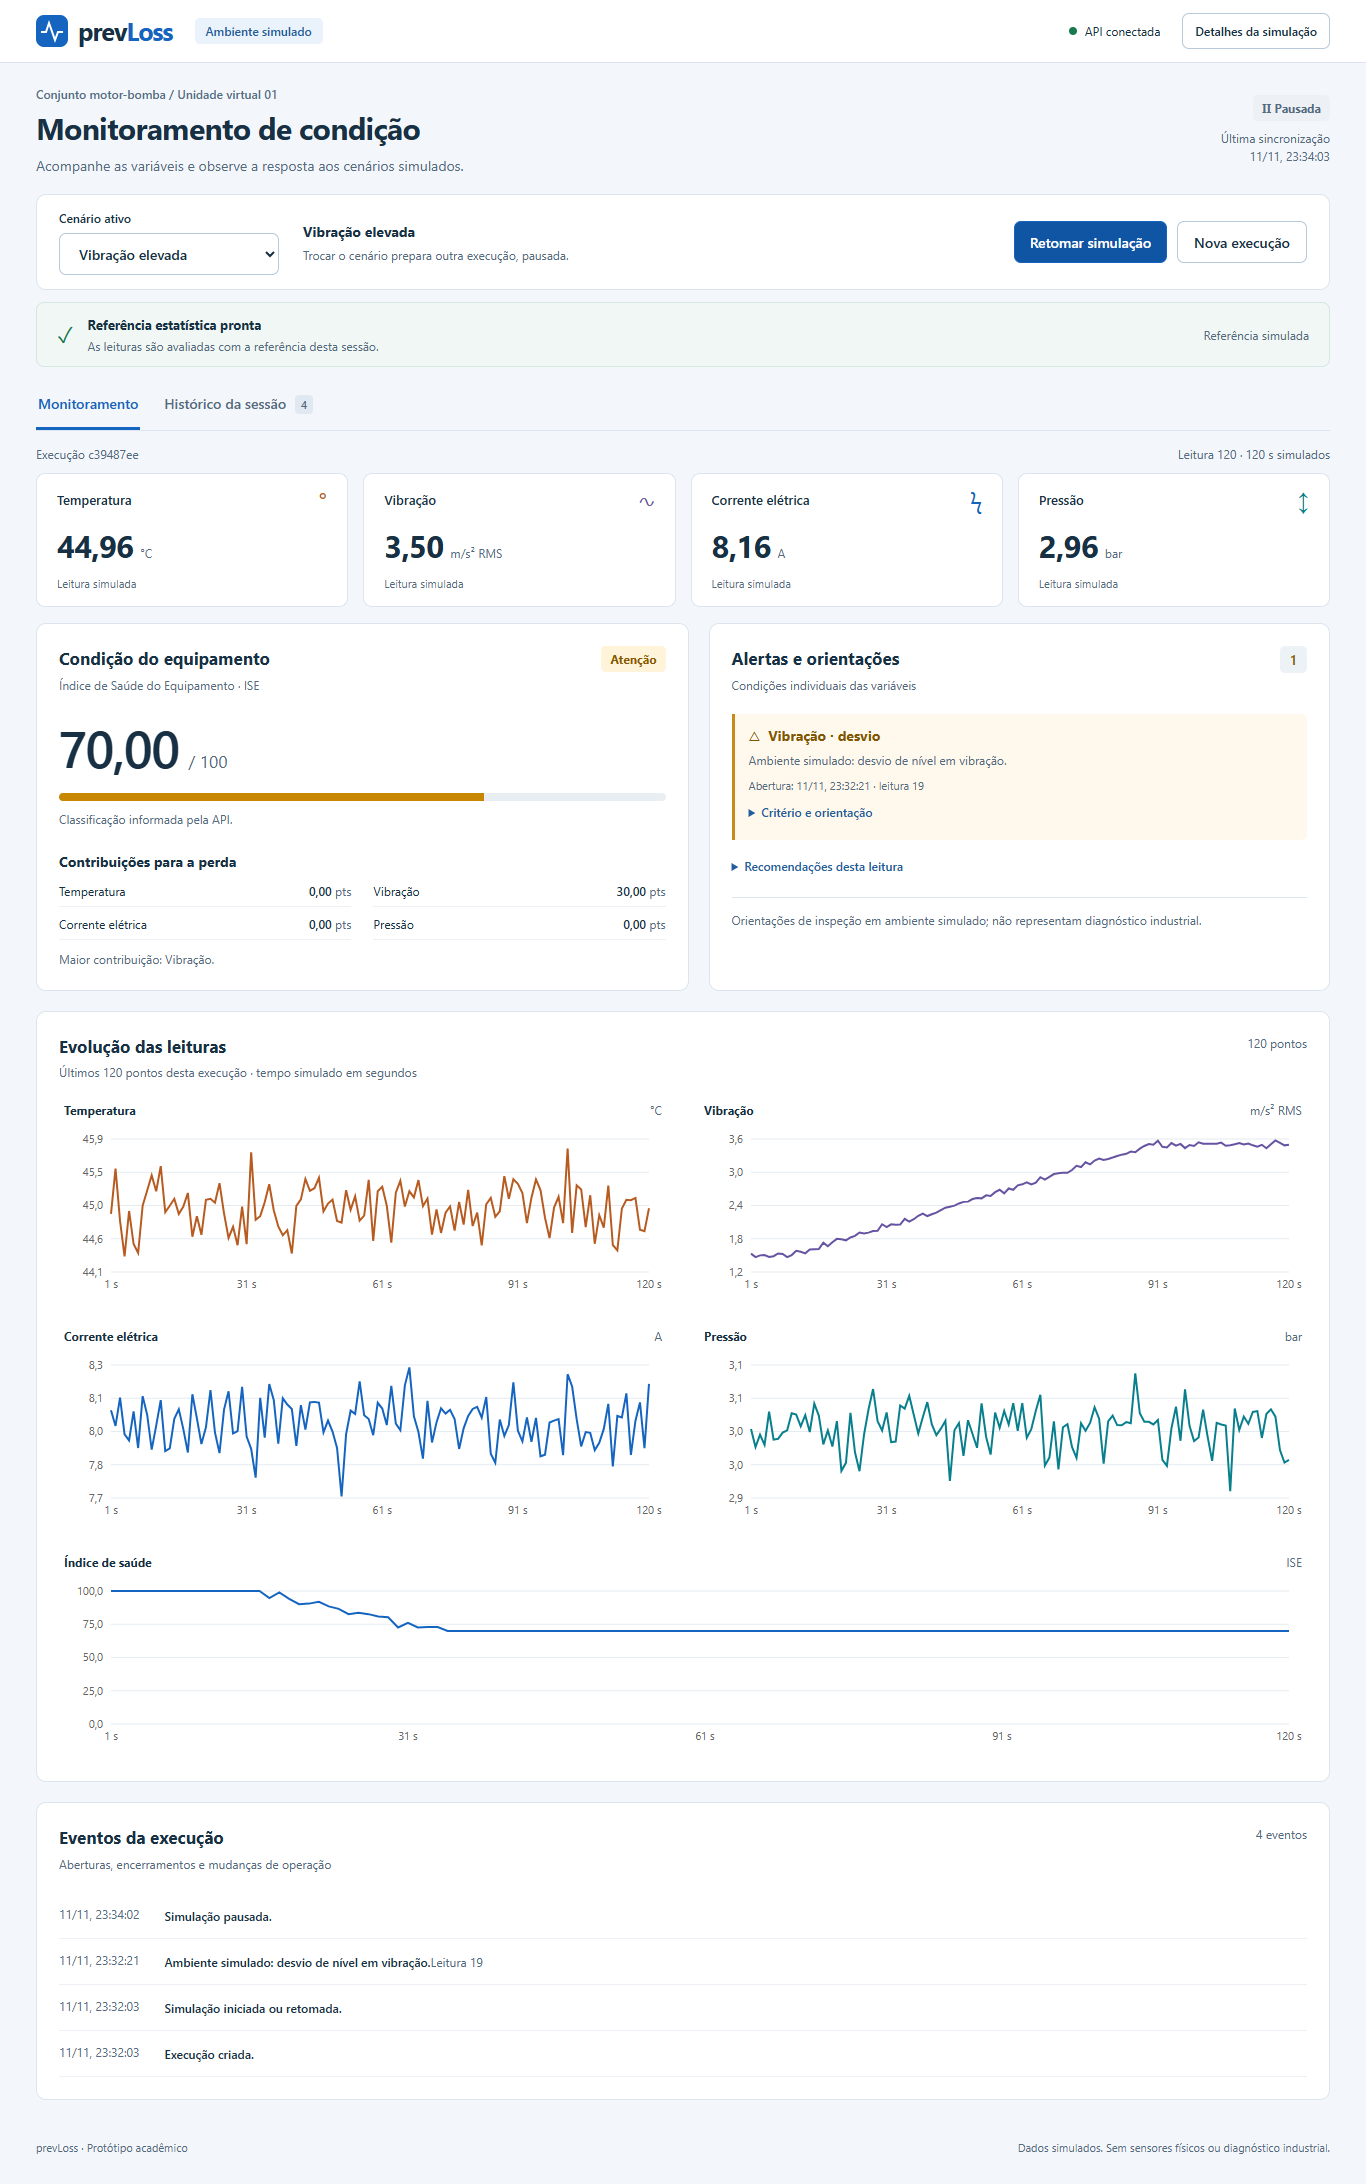 prevLoss Ambiente simulado API conectada Detalhes da simulação
Conjunto motor-bomba / Unidade virtual 01
II Pausada
Monitoramento de condição
Última sincronização
11/11, 23:34:03
Acompanhe as variáveis e observe a resposta aos cenários simulados.
Cenário ativo
Vibração elevada
Vibração elevada
Trocar o cenário prepara outra execução, pausada.
Retomar simulação Nova execução
Referência estatística pronta
As leituras são avaliadas com a referência desta sessão.
Referência simulada
Monitoramento Histórico da sessão 4
Execução c39487ee Leitura 120 · 120 s simulados
Temperatura
44,96 °C
Leitura simulada
Vibração
3,50 m/s² RMS
Leitura simulada
Corrente elétrica
8,16 A
Leitura simulada
Pressão
2,96 bar
Leitura simulada
Condição do equipamento Atenção
Índice de Saúde do Equipamento · ISE
70,00 / 100
Classificação informada pela API.
Contribuições para a perda
Temperatura 0,00 pts Vibração 30,00 pts
Corrente elétrica 0,00 pts Pressão 0,00 pts
Maior contribuição: Vibração.
Alertas e orientações 1
Condições individuais das variáveis
△ Vibração · desvio
Ambiente simulado: desvio de nível em vibração.
Abertura: 11/11, 23:32:21 · leitura 19
▶ Critério e orientação
▶ Recomendações desta leitura
Orientações de inspeção em ambiente simulado; não representam diagnóstico industrial.
Evolução das leituras 120 pontos
Últimos 120 pontos desta execução · tempo simulado em segundos
Temperatura °C
45,9
45,5
45,0
44,6
44,1
1 s 31 s 61 s 91 s 120 s
Vibração m/s² RMS
3,6
3,0
2,4
1,8
1,2
1 s 31 s 61 s 91 s 120 s
Corrente elétrica A
8,3
8,1
8,0
7,8
7,7
1 s 31 s 61 s 91 s 120 s
Pressão bar
3,1
3,1
3,0
3,0
2,9
1 s 31 s 61 s 91 s 120 s
Índice de saúde ISE
100,0
75,0
50,0
25,0
0,0
1 s 31 s 61 s 91 s 120 s
Eventos da execução 4 eventos
Aberturas, encerramentos e mudanças de operação
11/11, 23:34:02 Simulação pausada.
11/11, 23:32:21 Ambiente simulado: desvio de nível em vibração.Leitura 19
11/11, 23:32:03 Simulação iniciada ou retomada.
11/11, 23:32:03 Execução criada.
prevLoss · Protótipo acadêmico Dados simulados. Sem sensores físicos ou diagnóstico industrial.